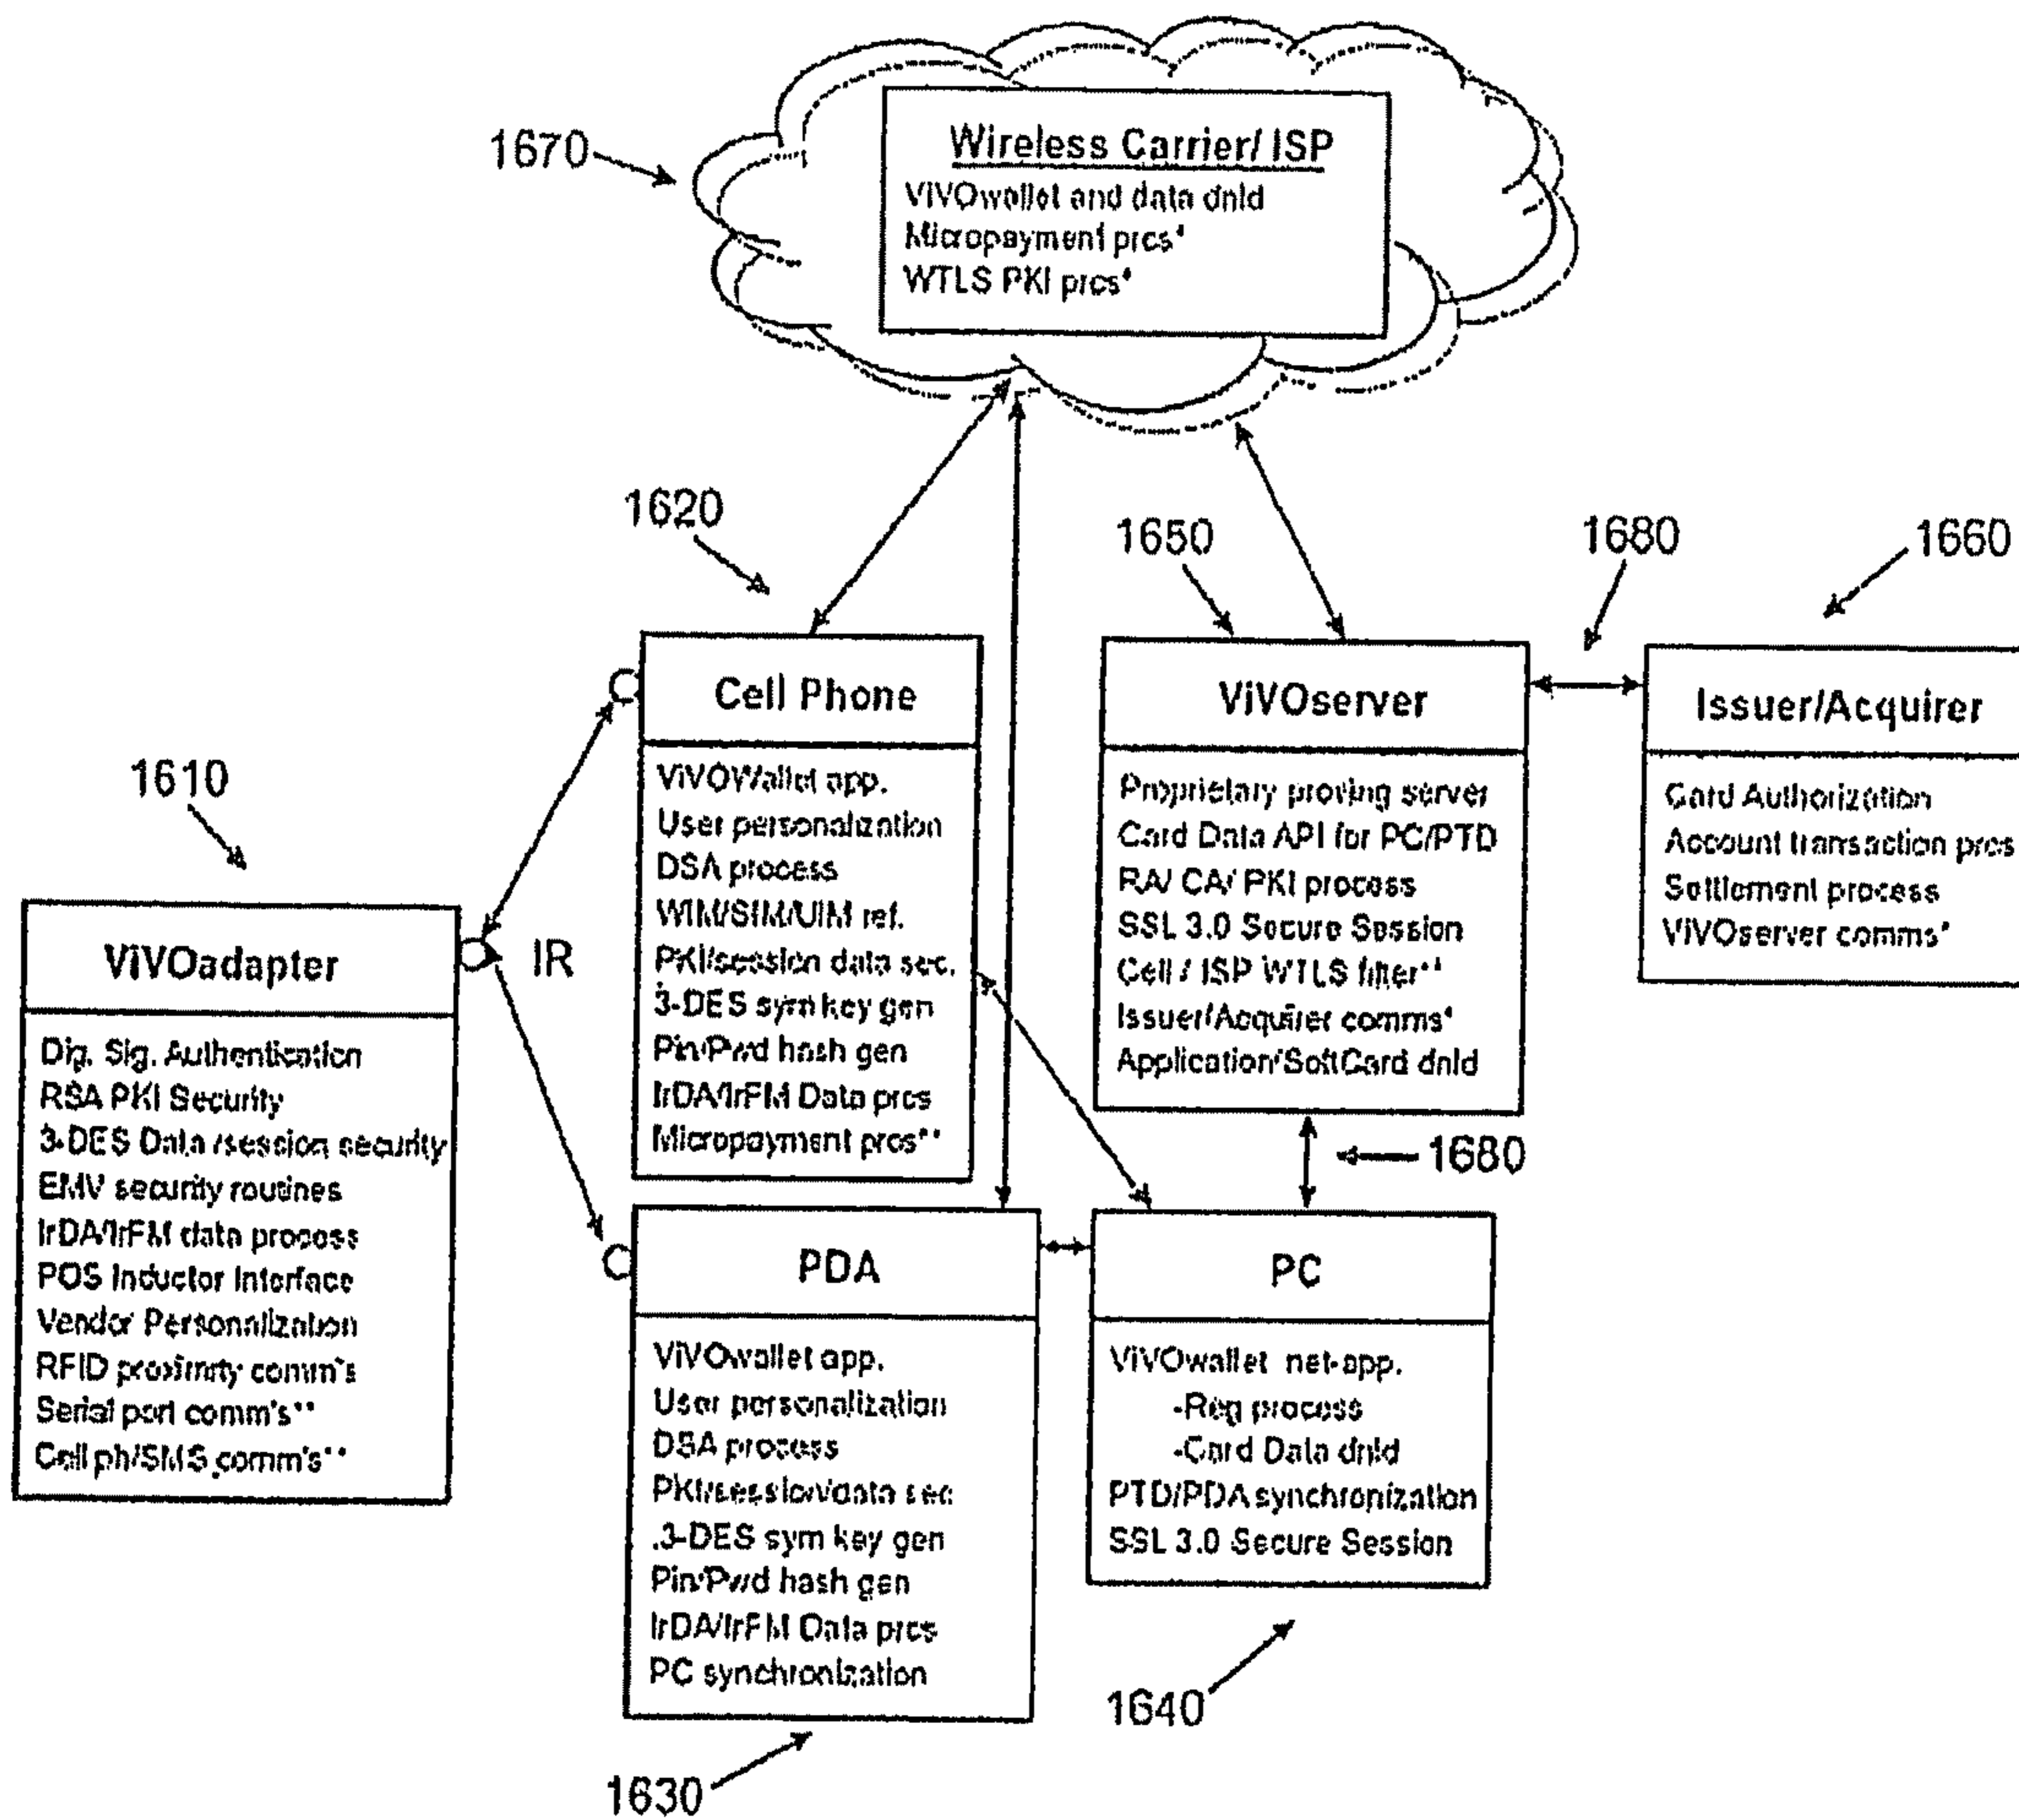 1670
Wireless Carrier/ ISP
ViVOwallet and data dnld
Micropayment prcs*
WTLS PKI prcs*
1620
1650
1680
1660
Cell Phone
ViVOWallet app.
User personalization
DSA process
WIM/SIM/UIM ref.
PKI/session data sec.
3-DES sym key gen
Pin/Pwd hash gen
IrDA/IrFM Data prcs
Micropayment prcs**
ViVOserver
Proprietary proving server
Card Data API for PC/PTD
RA/ CA/ PKI process
SSL 3.0 Secure Session
Cell / ISP WTLS filter**
Issuer/Acquirer comms*
Application/SoftCard dnld
Issuer/Acquirer
Card Authorization
Account transaction prcs
Settlement process
ViVOserver comms*
1610
IR
ViVOadapter
Dig. Sig. Authentication
RSA PKI Security
3-DES Data /session security
EMV security routines
IrDA/IrFM data process
POS Inductor Interface
Vendor Personalization
RFID proximity comm's
Serial port comm's**
Cell ph/SMS comm's**
1680
PDA
ViVOwallet app.
User personalization
DSA process
PKI/session/data sec
.3-DES sym key gen
Pin/Pwd hash gen
IrDA/IrFM Data prcs
PC synchronization
PC
ViVOwallet net-app.
-Reg process
-Card Data dnld
PTD/PDA synchronization
SSL 3.0 Secure Session
1640
1630